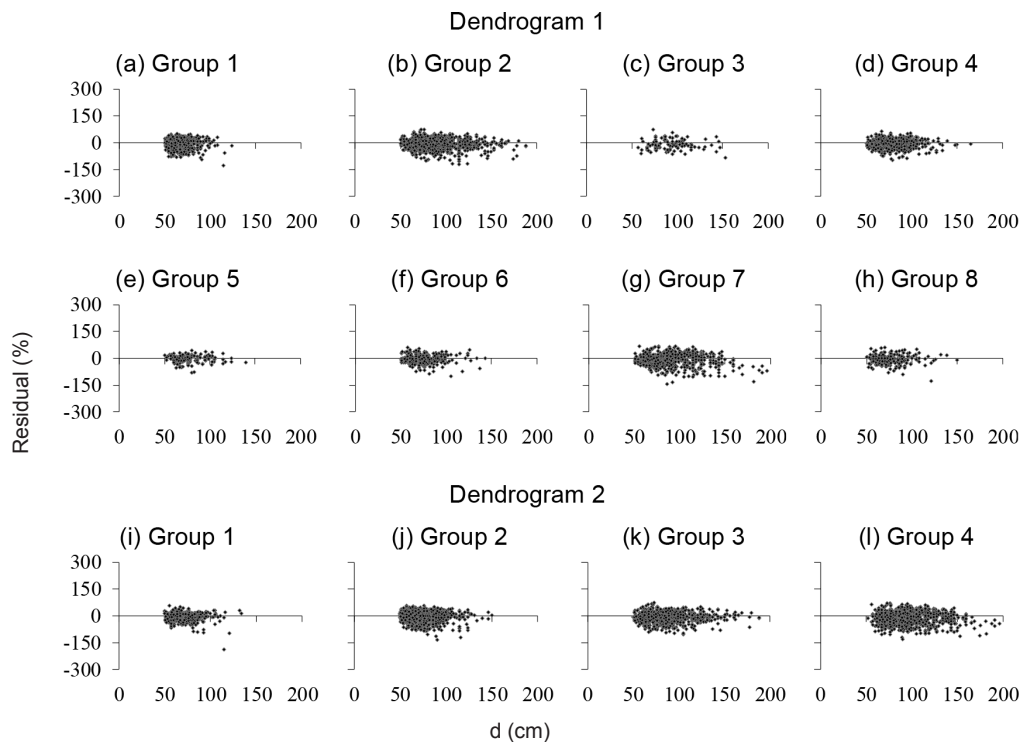 Dendrogram 1
(a) Group 1 (b) Group 2 (c) Group 3 (d) Group 4
300 150 0 -150 -300
0 50 100 150 200 0 50 100 150 200 0 50 100 150 200 0 50 100 150 200
(e) Group 5 (f) Group 6 (g) Group 7 (h) Group 8
300 150 0 -150 -300
0 50 100 150 200 0 50 100 150 200 0 50 100 150 200 0 50 100 150 200
Residual (%)
Dendrogram 2
(i) Group 1 (j) Group 2 (k) Group 3 (l) Group 4
300 150 0 -150 -300
0 50 100 150 200 0 50 100 150 200 0 50 100 150 200 0 50 100 150 200
d (cm)